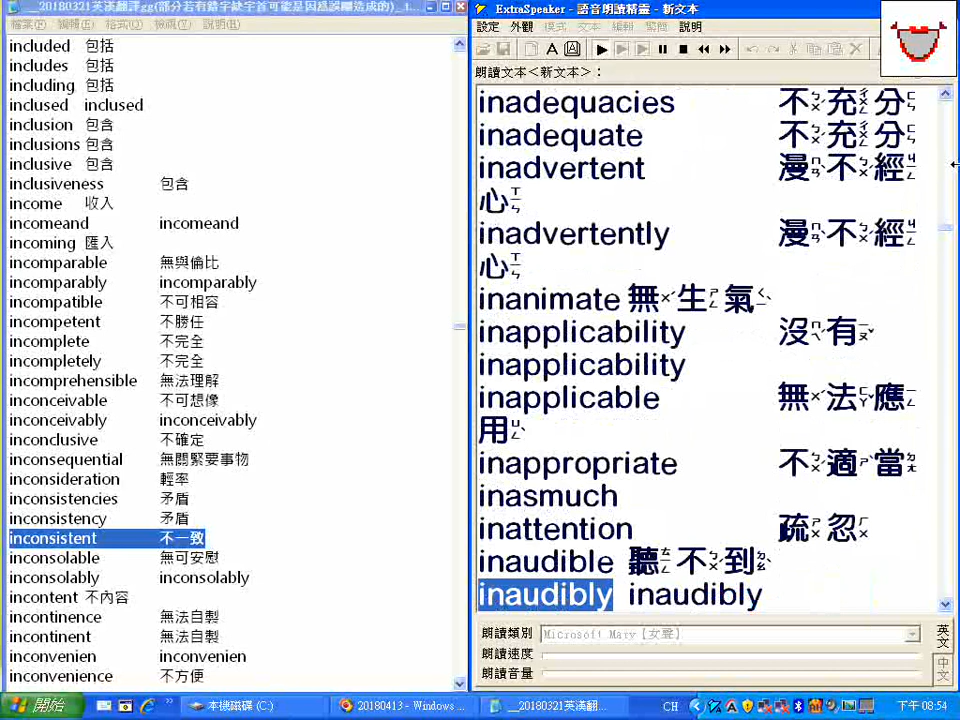 __20180321英漢翻譯gg(部分若有錯字缺字首可能是因為誤觸造成的)_t...
檔案(F) 編輯(E) 格式(O) 檢視(V) 說明(H)
included 包括
includes 包括
including 包括
inclused inclused
inclusion 包含
inclusions 包含
inclusive 包含
inclusiveness 包含
income 收入
incomeand incomeand
incoming 匯入
incomparable 無與倫比
incomparably incomparably
incompatible 不可相容
incompetent 不勝任
incomplete 不完全
incompletely 不完全
incomprehensible 無法理解
inconceivable 不可想像
inconceivably inconceivably
inconclusive 不確定
inconsequential 無關緊要事物
inconsideration 輕率
inconsistencies 矛盾
inconsistency 矛盾
inconsistent 不一致
inconsolable 無可安慰
inconsolably inconsolably
incontent 不內容
incontinence 無法自製
incontinent 無法自製
inconvenien inconvenien
inconvenience 不方便
ExtraSpeaker - 語音朗讀精靈 - 新文本
設定 外觀 模式 文本 編輯 繁簡 說明
朗讀文本<新文本>:
inadequacies 不充分
inadequate 不充分
inadvertent 漫不經
心
inadvertently 漫不經
心
inanimate 無生氣
inapplicability 沒有
inapplicability
inapplicable 無法應
用
inappropriate 不適當
inasmuch
inattention 疏忽
inaudible 聽不到
inaudibly inaudibly
朗讀類別 Microsoft Mary【女聲】
朗讀速度
朗讀音量
英文
中文
開始 本機磁碟 (C:) 20180413 - Windows ... __20180321英漢翻... CH 下午 08:54